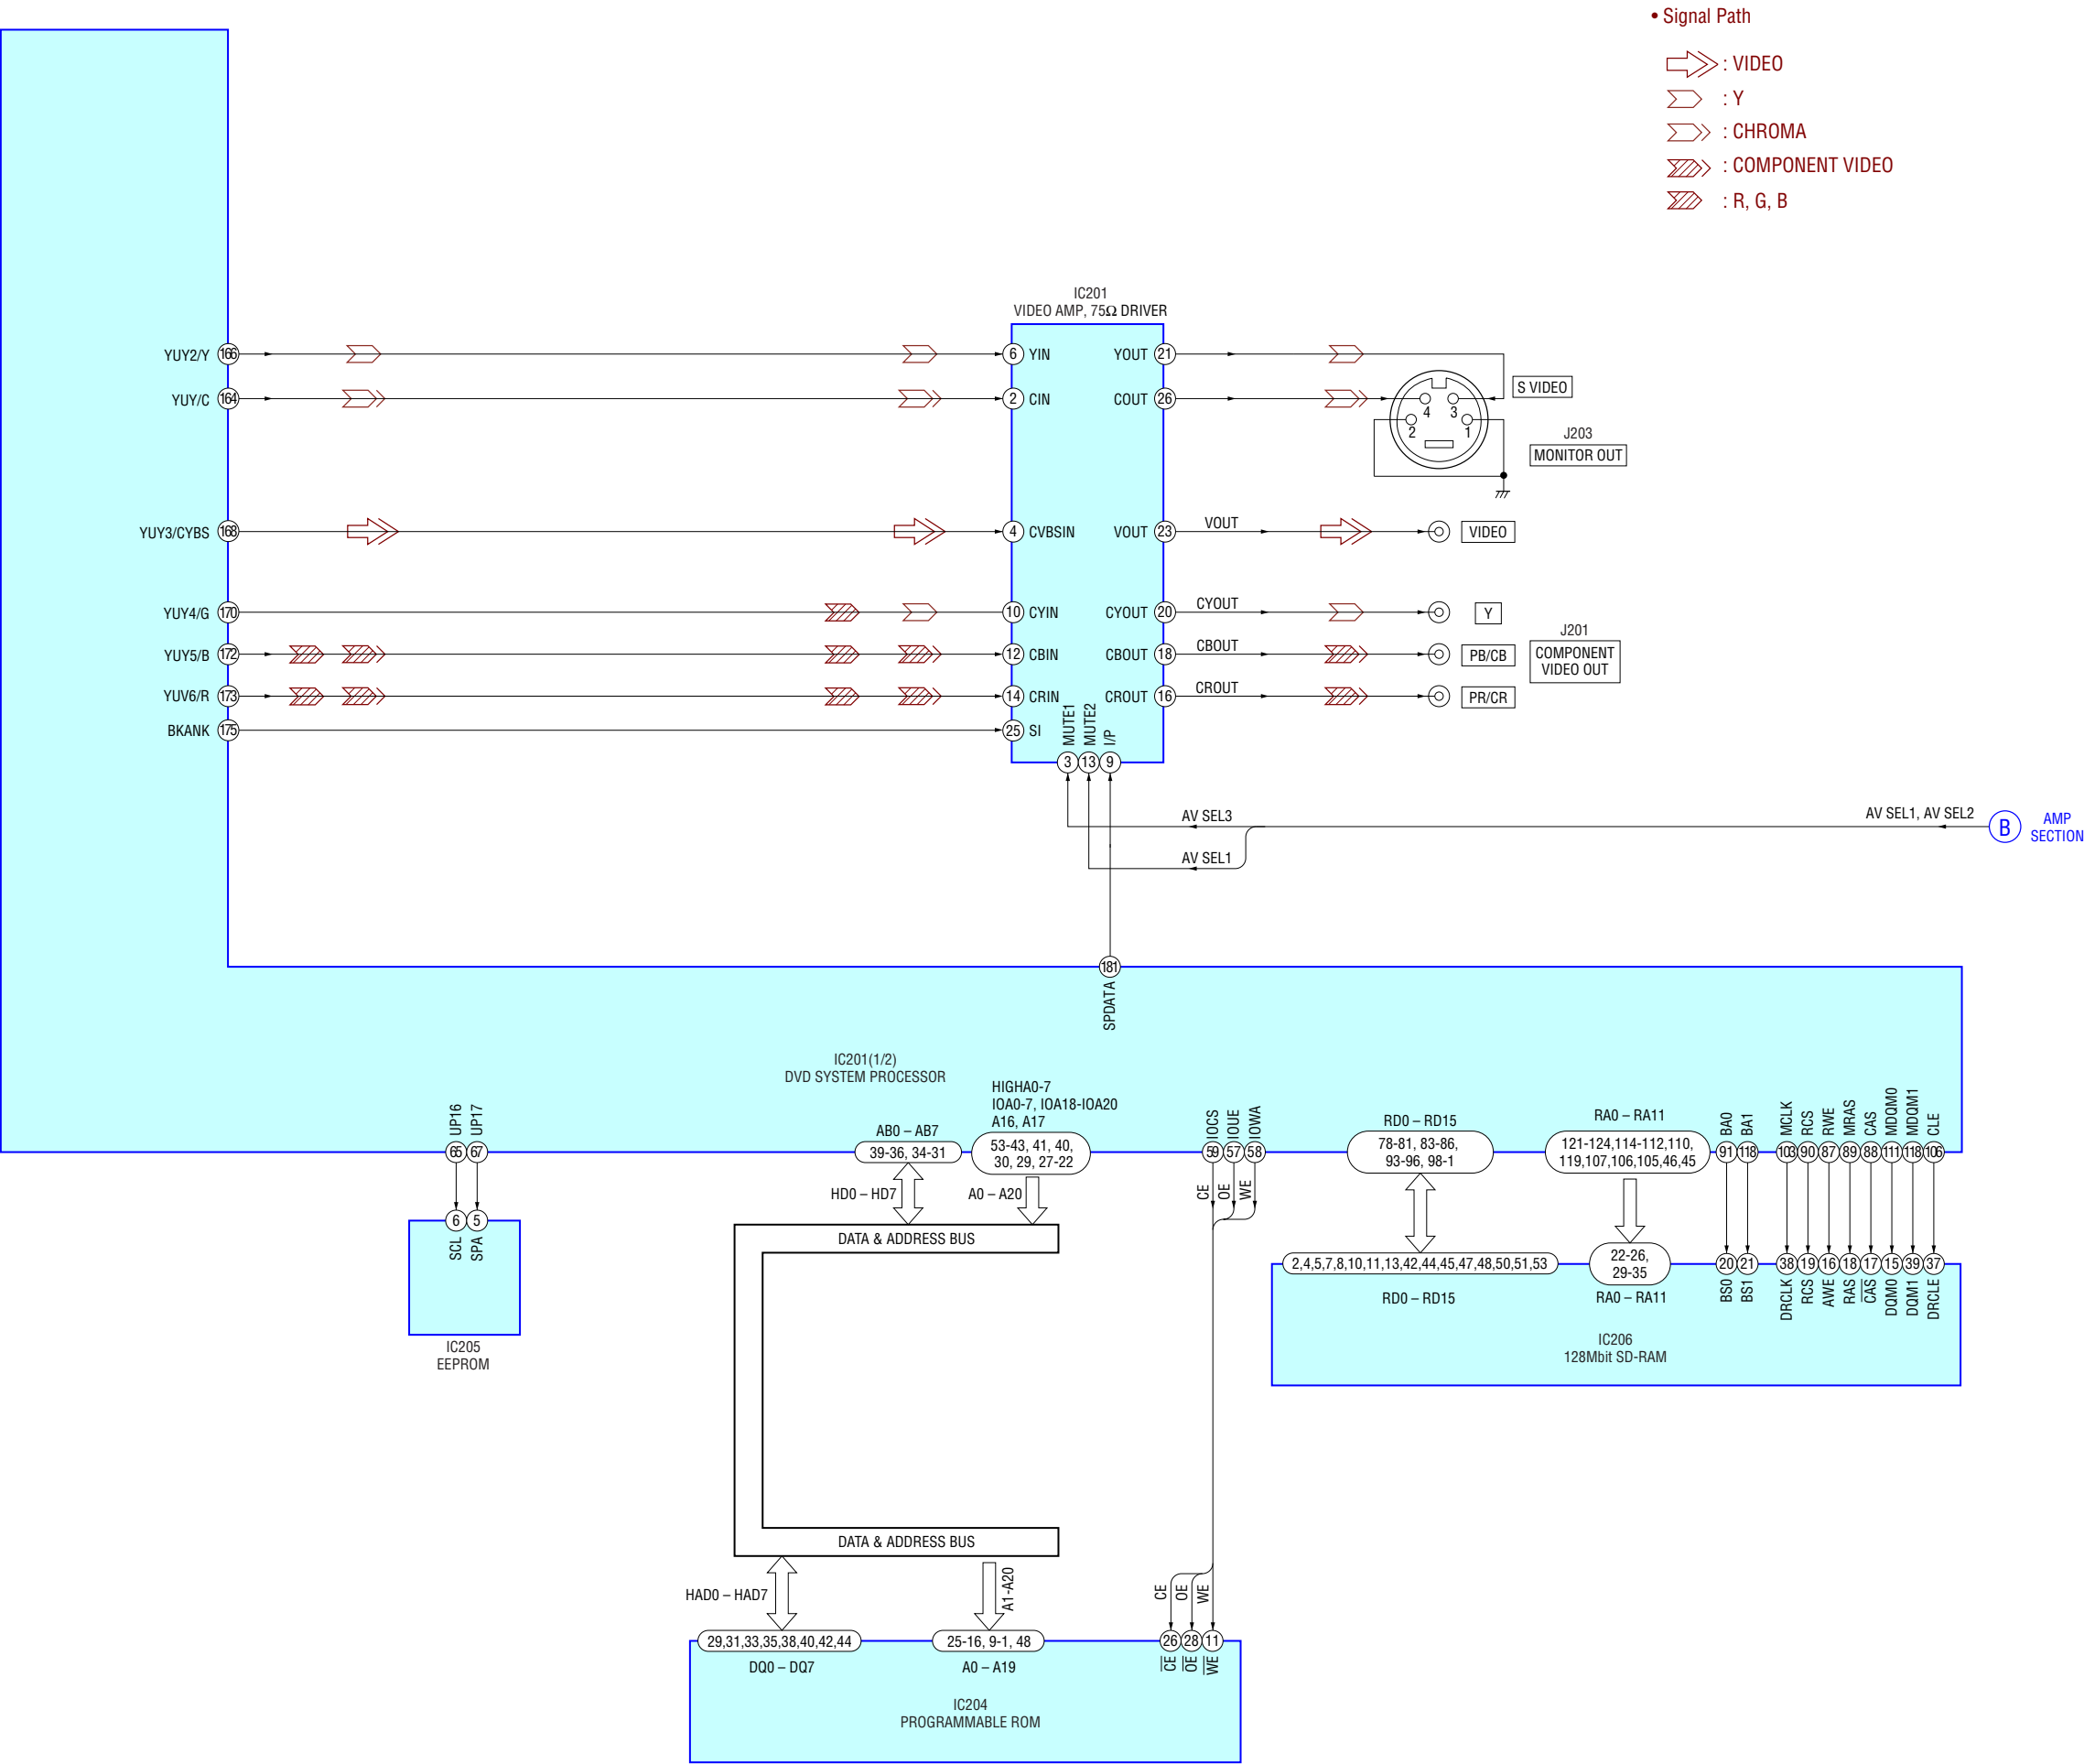 • Signal Path
: VIDEO
: Y
: CHROMA
: COMPONENT VIDEO
: R, G, B
IC201
VIDEO AMP, 75Ω DRIVER
YUY2/Y 166 6 YIN YOUT 21
S VIDEO
YUY/C 164 2 CIN COUT 26
4 3
2 1
J203
MONITOR OUT
YUY3/CYBS 168 4 CVBSIN VOUT 23 VOUT VIDEO
YUY4/G 170 10 CYIN CYOUT 20 CYOUT Y
J201
COMPONENT
VIDEO OUT
YUY5/B 172 12 CBIN CBOUT 18 CBOUT PB/CB
YUV6/R 173 14 CRIN CROUT 16 CROUT PR/CR
BKANK 175 25 SI
MUTE1 MUTE2 I/P
3 13 9
AV SEL3
AV SEL1, AV SEL2
B
AMP
SECTION
AV SEL1
181
SPDATA
IC201(1/2)
DVD SYSTEM PROCESSOR
UP16 UP17
65 67
SCL SPA
6 5
IC205
EEPROM
AB0 – AB7
39-36, 34-31
HIGHA0-7
IOA0-7, IOA18-IOA20
A16, A17
53-43, 41, 40,
30, 29, 27-22
HD0 – HD7
A0 – A20
DATA & ADDRESS BUS
IOCS IOUE IOWA
59 57 58
CE OE WE
RD0 – RD15
78-81, 83-86,
93-96, 98-1
RA0 – RA11
121-124,114-112,110,
119,107,106,105,46,45
BA0 BA1 MCLK RCS RWE MRAS CAS MDQM0 MDQM1 CLE
91 118 103 90 87 89 88 111 118 106
2,4,5,7,8,10,11,13,42,44,45,47,48,50,51,53
RD0 – RD15
22-26,
29-35
RA0 – RA11
20 21 38 19 16 18 17 15 39 37
BS0 BS1 DRCLK RCS AWE RAS CAS DQM0 DQM1 DRCLE
IC206
128Mbit SD-RAM
DATA & ADDRESS BUS
HAD0 – HAD7
A1-A20
CE OE WE
29,31,33,35,38,40,42,44
DQ0 – DQ7
25-16, 9-1, 48
A0 – A19
26 28 11
CE OE WE
IC204
PROGRAMMABLE ROM